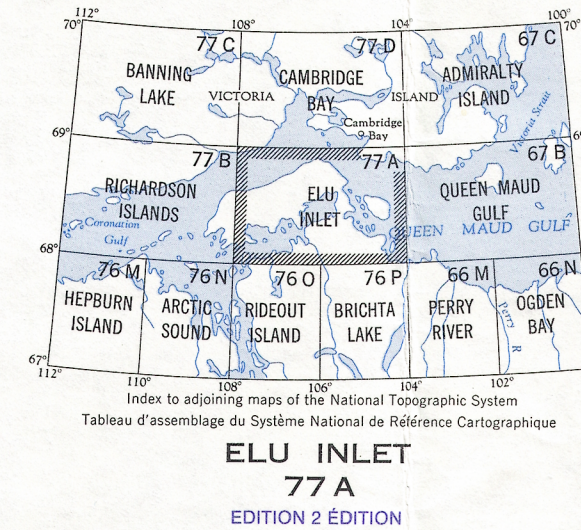 112° 108° 104° 100°
70° 70°
77 C 77 D 67 C
BANNING LAKE
CAMBRIDGE BAY
ADMIRALTY ISLAND
VICTORIA ISLAND
Cambridge Bay
Victoria Strait
69°
77 B 77 A 67 B
RICHARDSON ISLANDS
ELU INLET
QUEEN MAUD GULF
Coronation Gulf
QUEEN MAUD GULF
68°
76 M 76 N 76 O 76 P 66 M 66 N
HEPBURN ISLAND
ARCTIC SOUND
RIDEOUT ISLAND
BRICHTA LAKE
PERRY RIVER
OGDEN BAY
Perry R
67°
112° 110° 108° 106° 104° 102°
Index to adjoining maps of the National Topographic System
Tableau d'assemblage du Système National de Référence Cartographique
ELU INLET
77 A
EDITION 2 ÉDITION